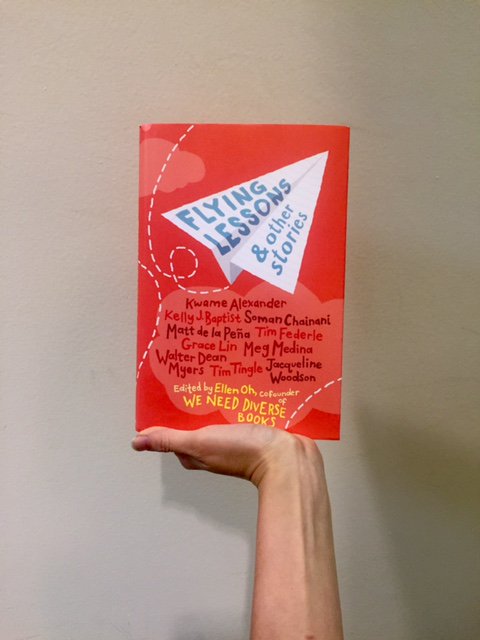 FLYING
LESSONS
& other
stories
Kwame Alexander
Kelly J. Baptist Soman Chainani
Matt de la Peña Tim Federle
Grace Lin Meg Medina
Walter Dean
Myers Tim Tingle Jacqueline
Woodson
Edited by Ellen Oh, cofounder
of
WE NEED DIVERSE
BOOKS